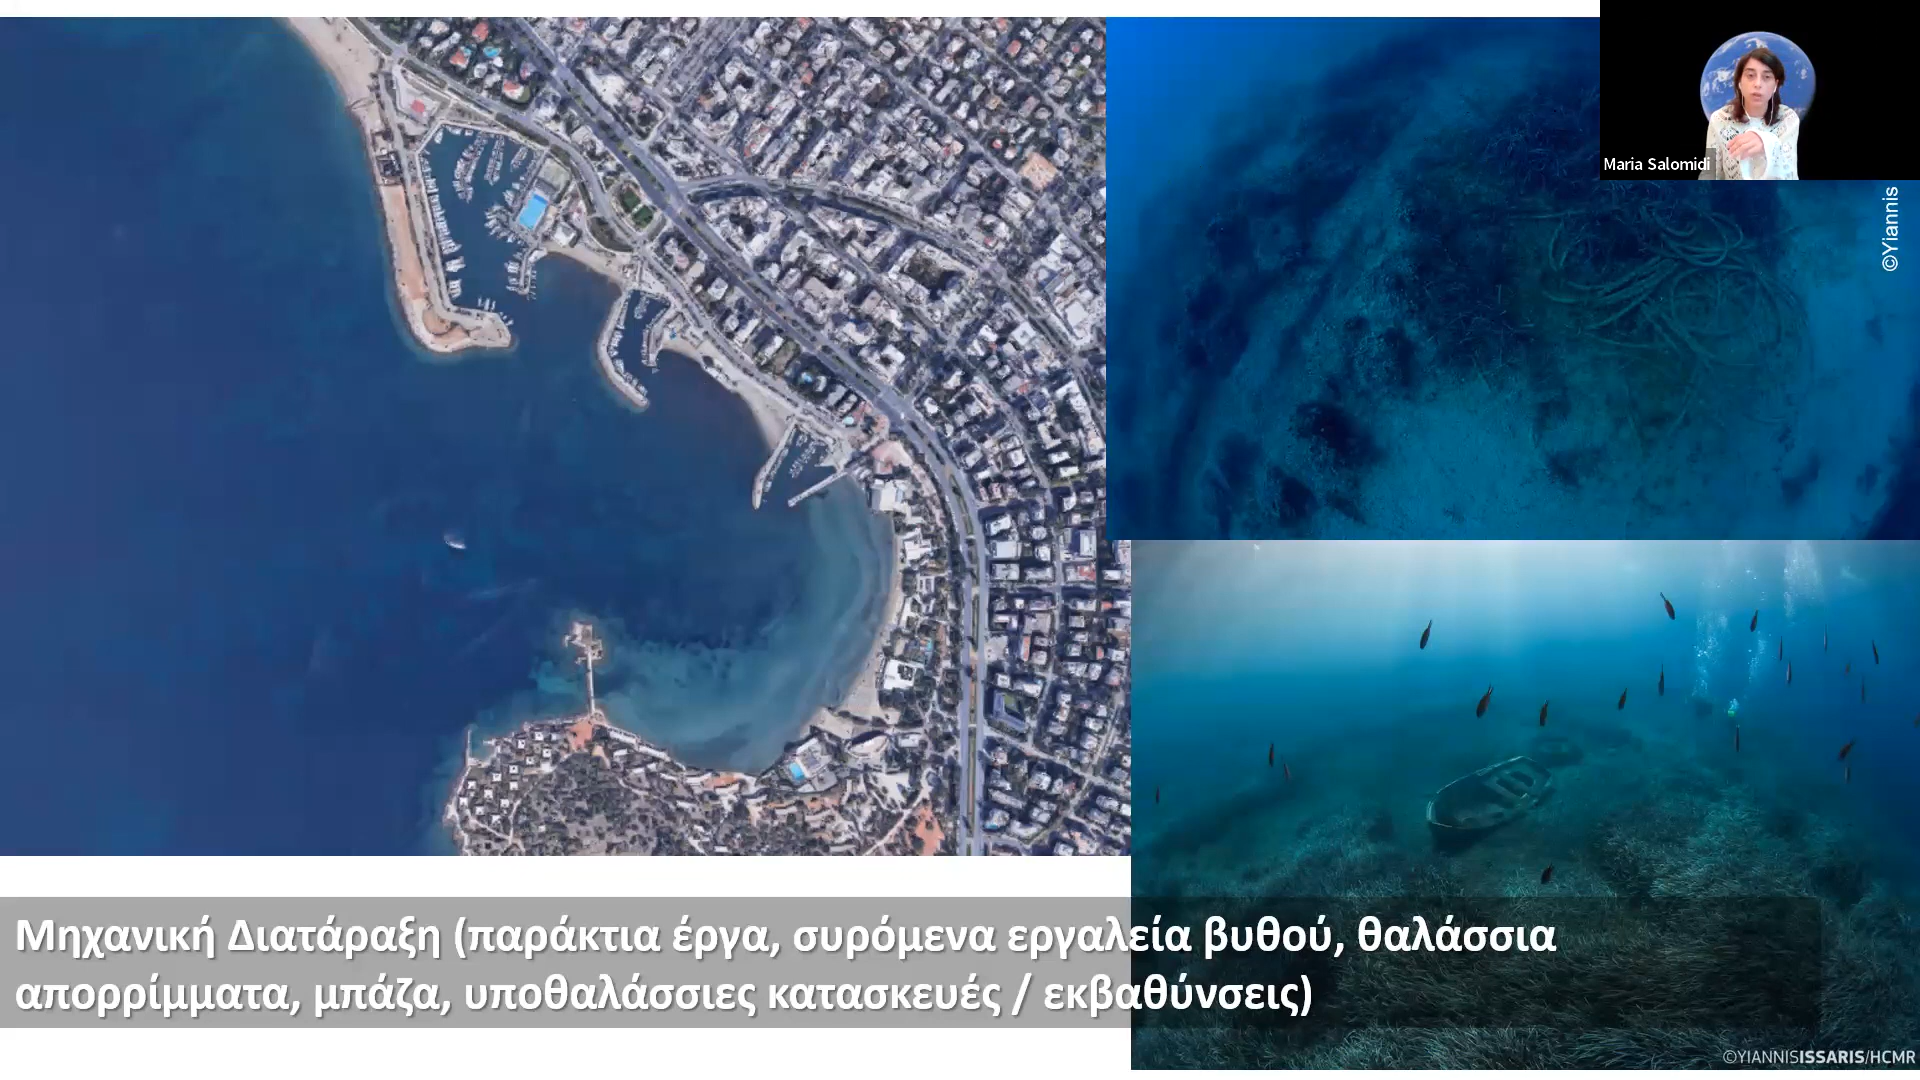 Maria Salomidi
©Yiannis
Μηχανική Διατάραξη (παράκτια έργα, συρόμενα εργαλεία βυθού, θαλάσσια
απορρίμματα, μπάζα, υποθαλάσσιες κατασκευές / εκβαθύνσεις)
©YIANNISISSARIS/HCMR